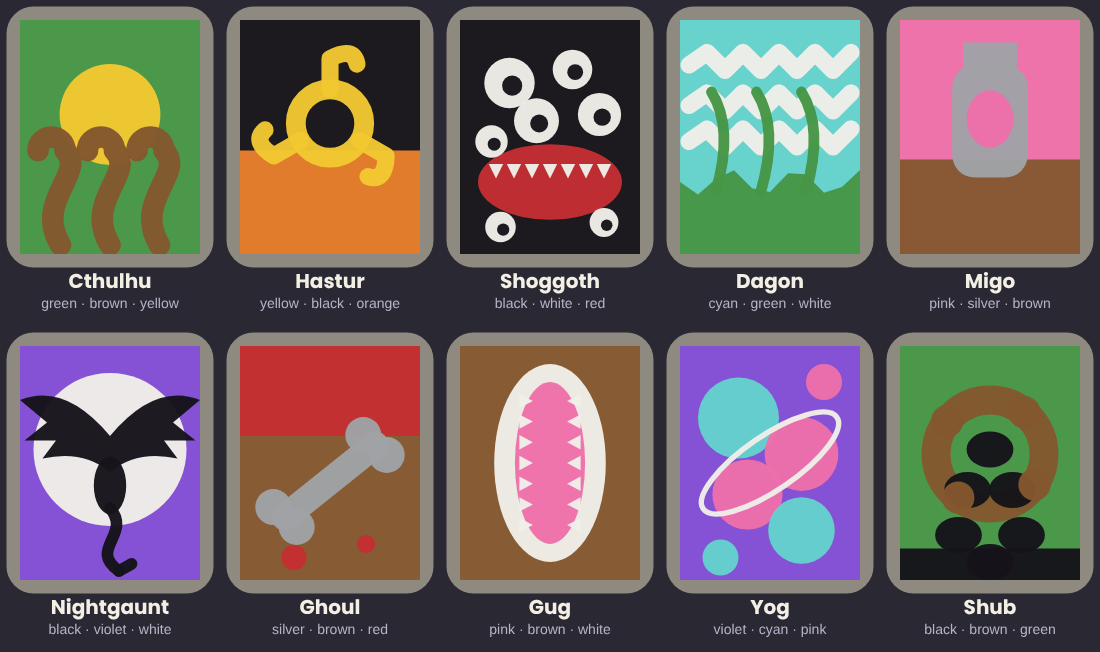 Cthulhu
green · brown · yellow
Hastur
yellow · black · orange
Shoggoth
black · white · red
Dagon
cyan · green · white
Migo
pink · silver · brown
Nightgaunt
black · violet · white
Ghoul
silver · brown · red
Gug
pink · brown · white
Yog
violet · cyan · pink
Shub
black · brown · green